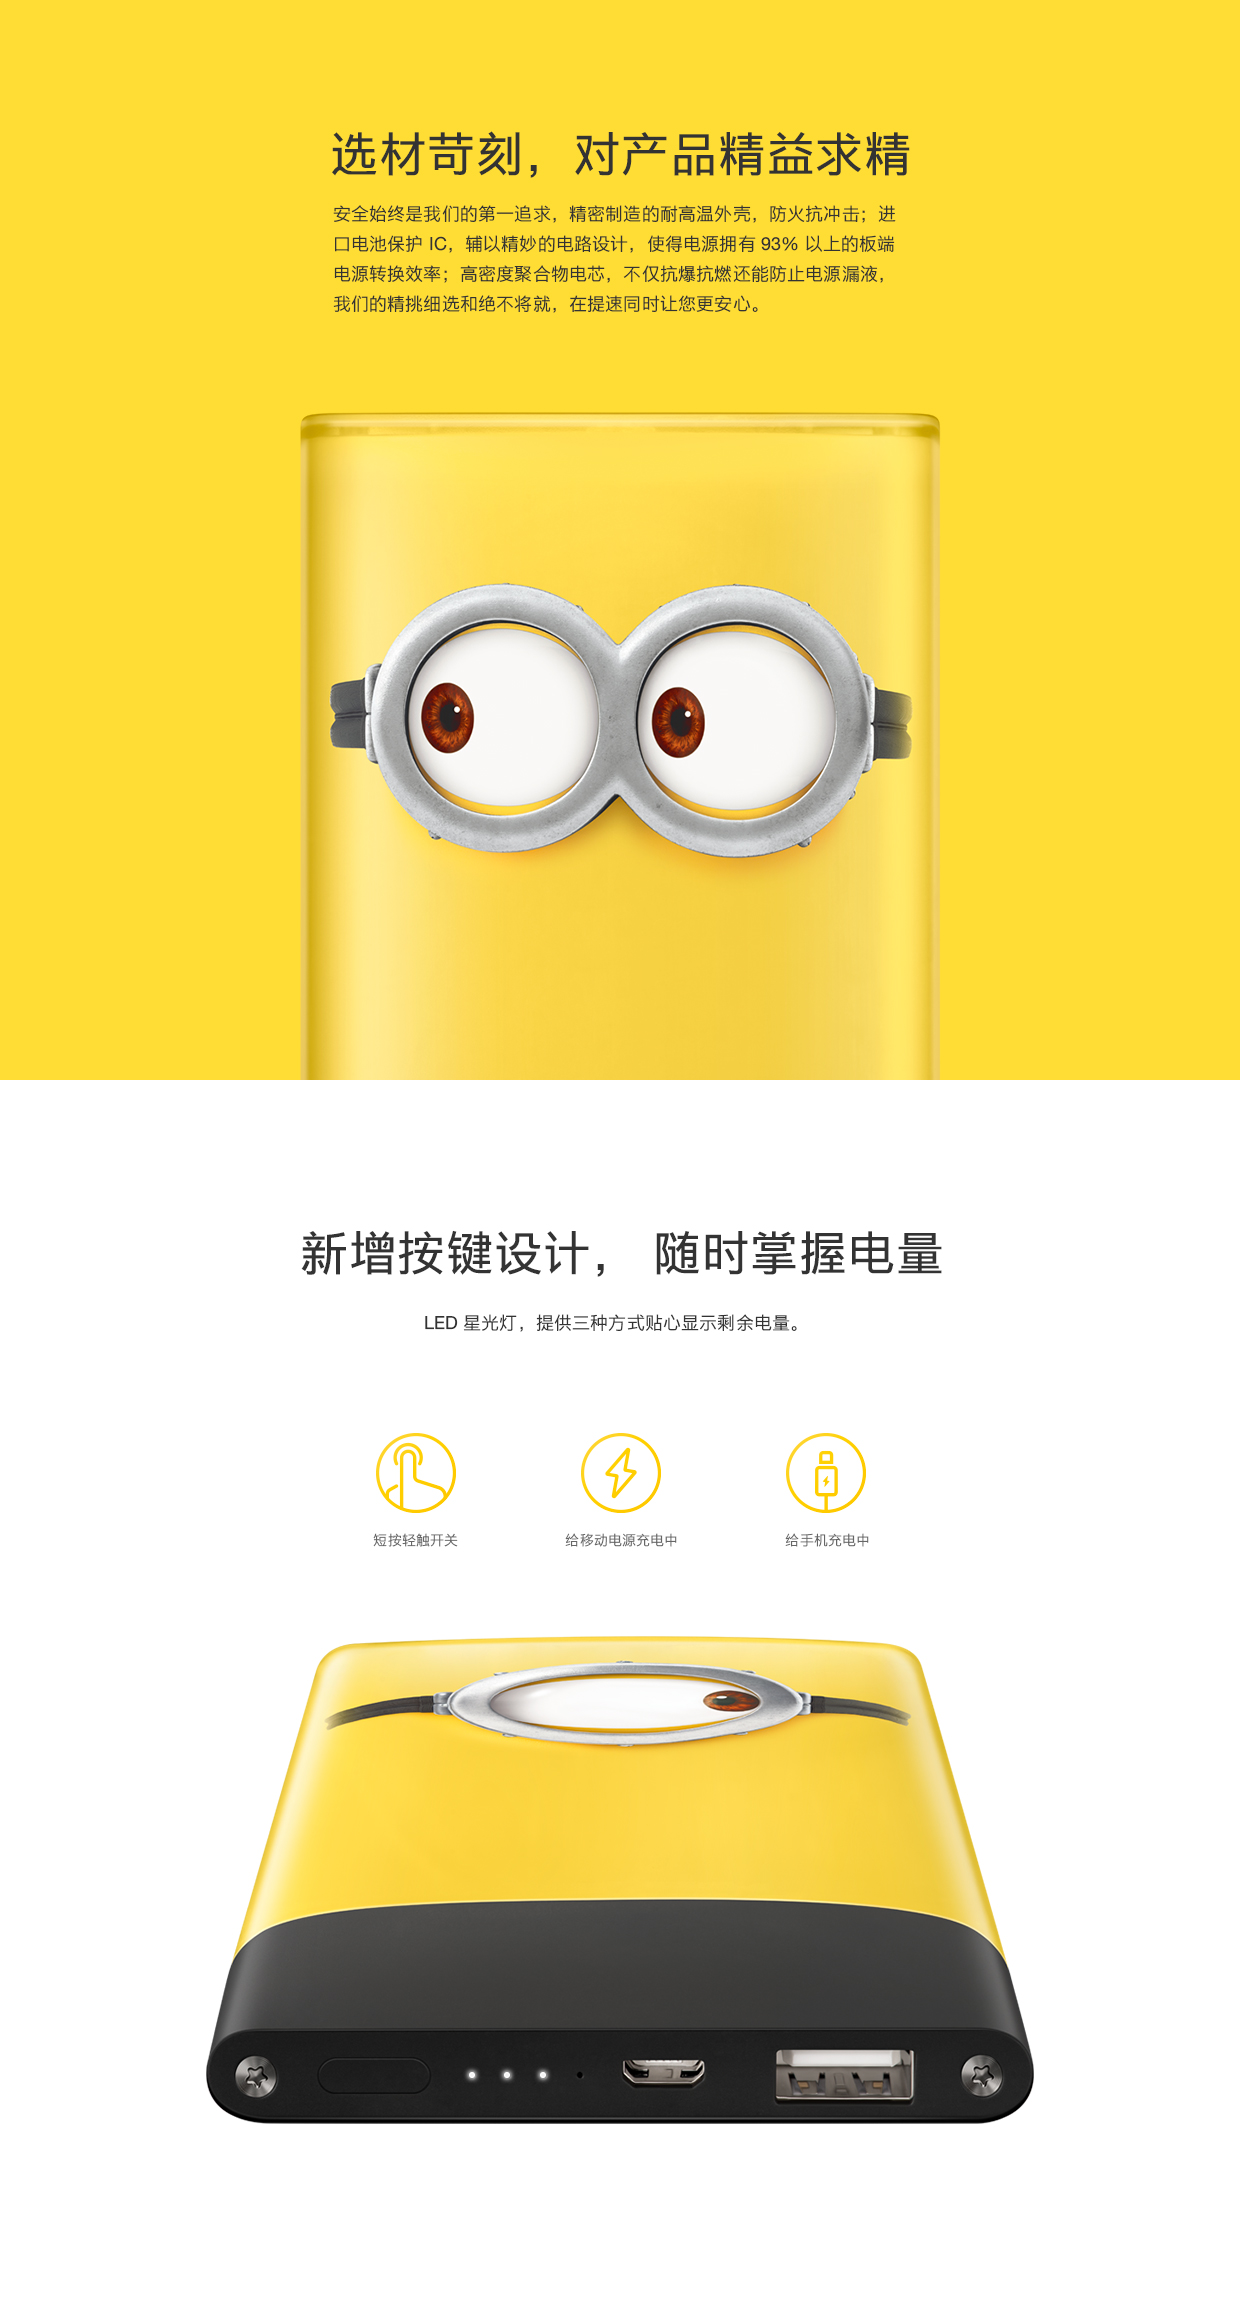 选材苛刻，对产品精益求精
安全始终是我们的第一追求，精密制造的耐高温外壳，防火抗冲击；进
口电池保护 IC，辅以精妙的电路设计，使得电源拥有 93% 以上的板端
电源转换效率；高密度聚合物电芯，不仅抗爆抗燃还能防止电源漏液，
我们的精挑细选和绝不将就，在提速同时让您更安心。
新增按键设计， 随时掌握电量
LED 星光灯，提供三种方式贴心显示剩余电量。
短按轻触开关
给移动电源充电中
给手机充电中